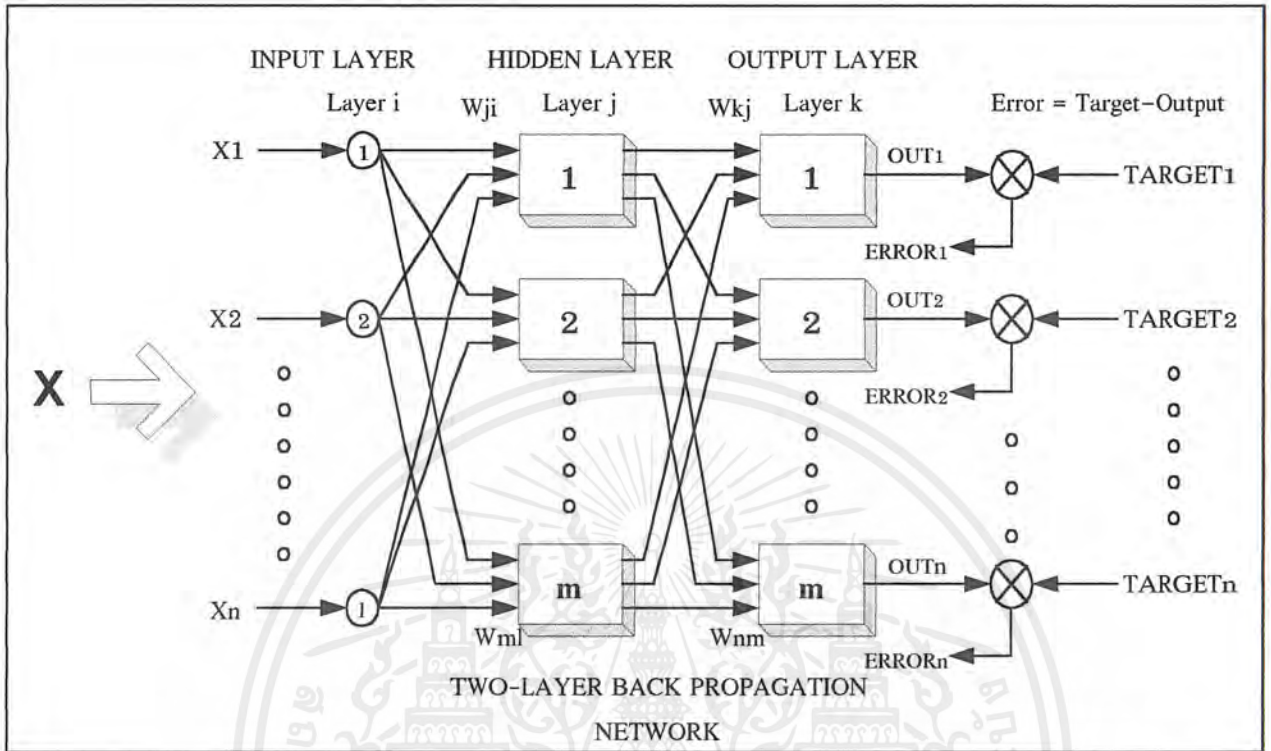 INPUT LAYER HIDDEN LAYER OUTPUT LAYER
Layer i Wji Layer j Wkj Layer k Error = Target-Output
X1 1 1 1 OUT1 TARGET1
ERROR1
X2 2 2 2 OUT2 TARGET2
X
ERROR2
Xn 1 m m OUTn TARGETn
Wml Wnm
ERRORn
TWO-LAYER BACK PROPAGATION
NETWORK